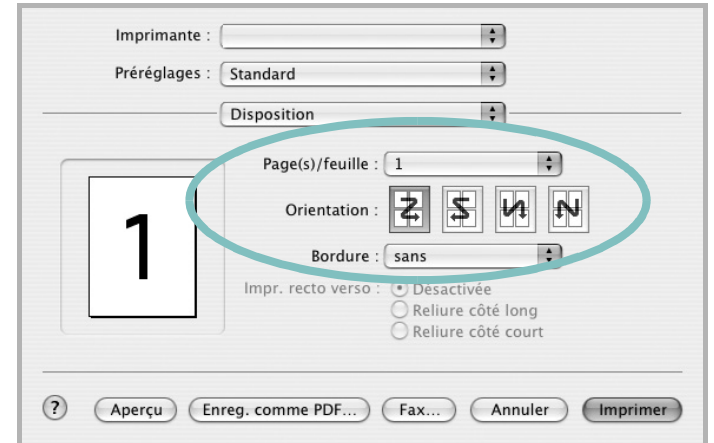 Imprimante :
Préréglages : Standard
Disposition
Page(s)/feuille : 1
Orientation :
1
Bordure : sans
Impr. recto verso : Désactivée
Reliure côté long
Reliure côté court
? Aperçu Enreg. comme PDF... Fax... Annuler Imprimer